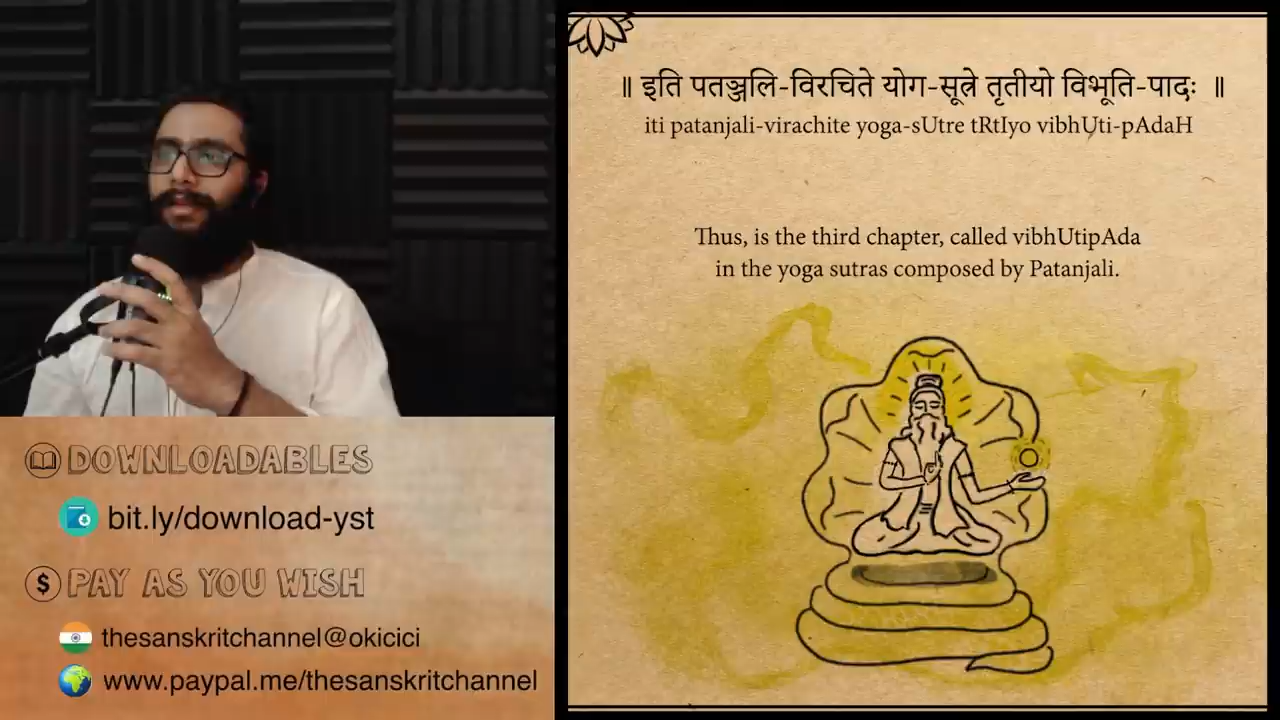 ॥ इति पतञ्जलि-विरचिते योग-सूत्रे तृतीयो विभूति-पादः ॥
iti patanjali-virachite yoga-sUtre tRtIyo vibhUti-pAdaH
Thus, is the third chapter, called vibhUtipAda
in the yoga sutras composed by Patanjali.
DOWNLOADABLES
bit.ly/download-yst
$ PAY AS YOU WISH
thesanskritchannel@okicici
www.paypal.me/thesanskritchannel